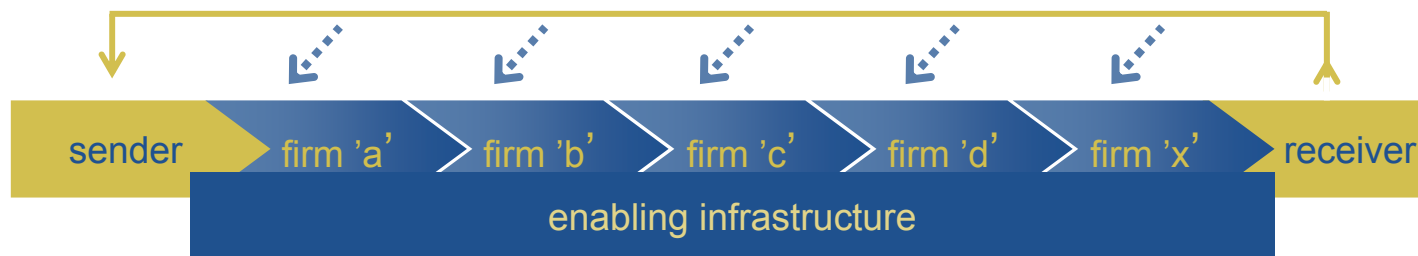 sender
firm ’a’
firm ’b’
firm ’c’
firm ’d’
firm ’x’
receiver
enabling infrastructure